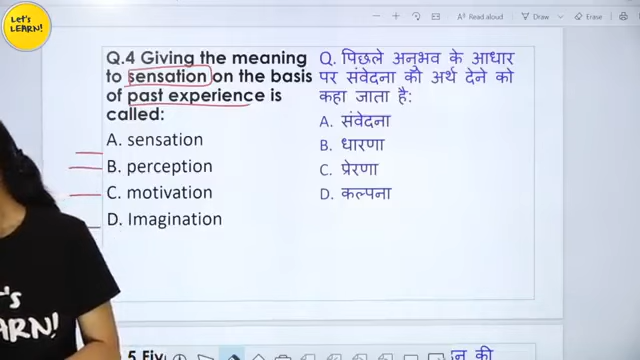 Let's
LEARN!
Read aloud
Draw
Erase
Q.4 Giving the meaning
to sensation on the basis
of past experience is
called:
A. sensation
B. perception
C. motivation
D. Imagination
Q. पिछले अनुभव के आधार
पर संवेदना को अर्थ देने को
कहा जाता है:
A. संवेदना
B. धारणा
C. प्रेरणा
D. कल्पना
ARN!
5 Five
की